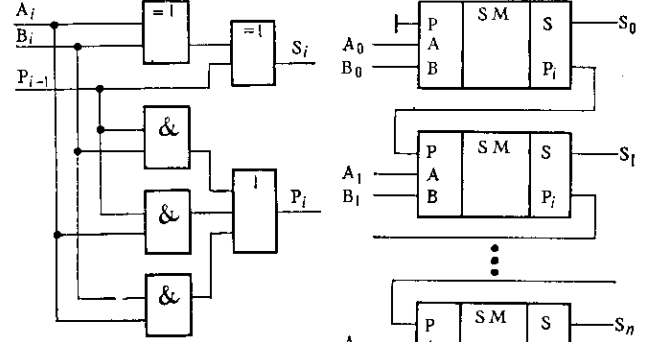 A_i
B_i
P_{i-1}
=1
=1
S_i
&
&
&
1
P_i
P SM S
A_0 A
B_0 B P_i
S_0
P SM S
A_1 A
B_1 B P_i
S_1
P SM S
S_n